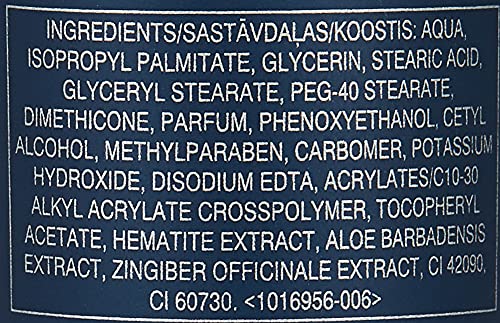 INGREDIENTS/SASTĀVDAĻAS/KOOSTIS: AQUA,
ISOPROPYL PALMITATE, GLYCERIN, STEARIC ACID,
GLYCERYL STEARATE, PEG-40 STEARATE,
DIMETHICONE, PARFUM, PHENOXYETHANOL, CETYL
ALCOHOL, METHYLPARABEN, CARBOMER, POTASSIUM
HYDROXIDE, DISODIUM EDTA, ACRYLATES/C10-30
ALKYL ACRYLATE CROSSPOLYMER, TOCOPHERYL
ACETATE, HEMATITE EXTRACT, ALOE BARBADENSIS
EXTRACT, ZINGIBER OFFICINALE EXTRACT, CI 42090,
CI 60730. <1016956-006>